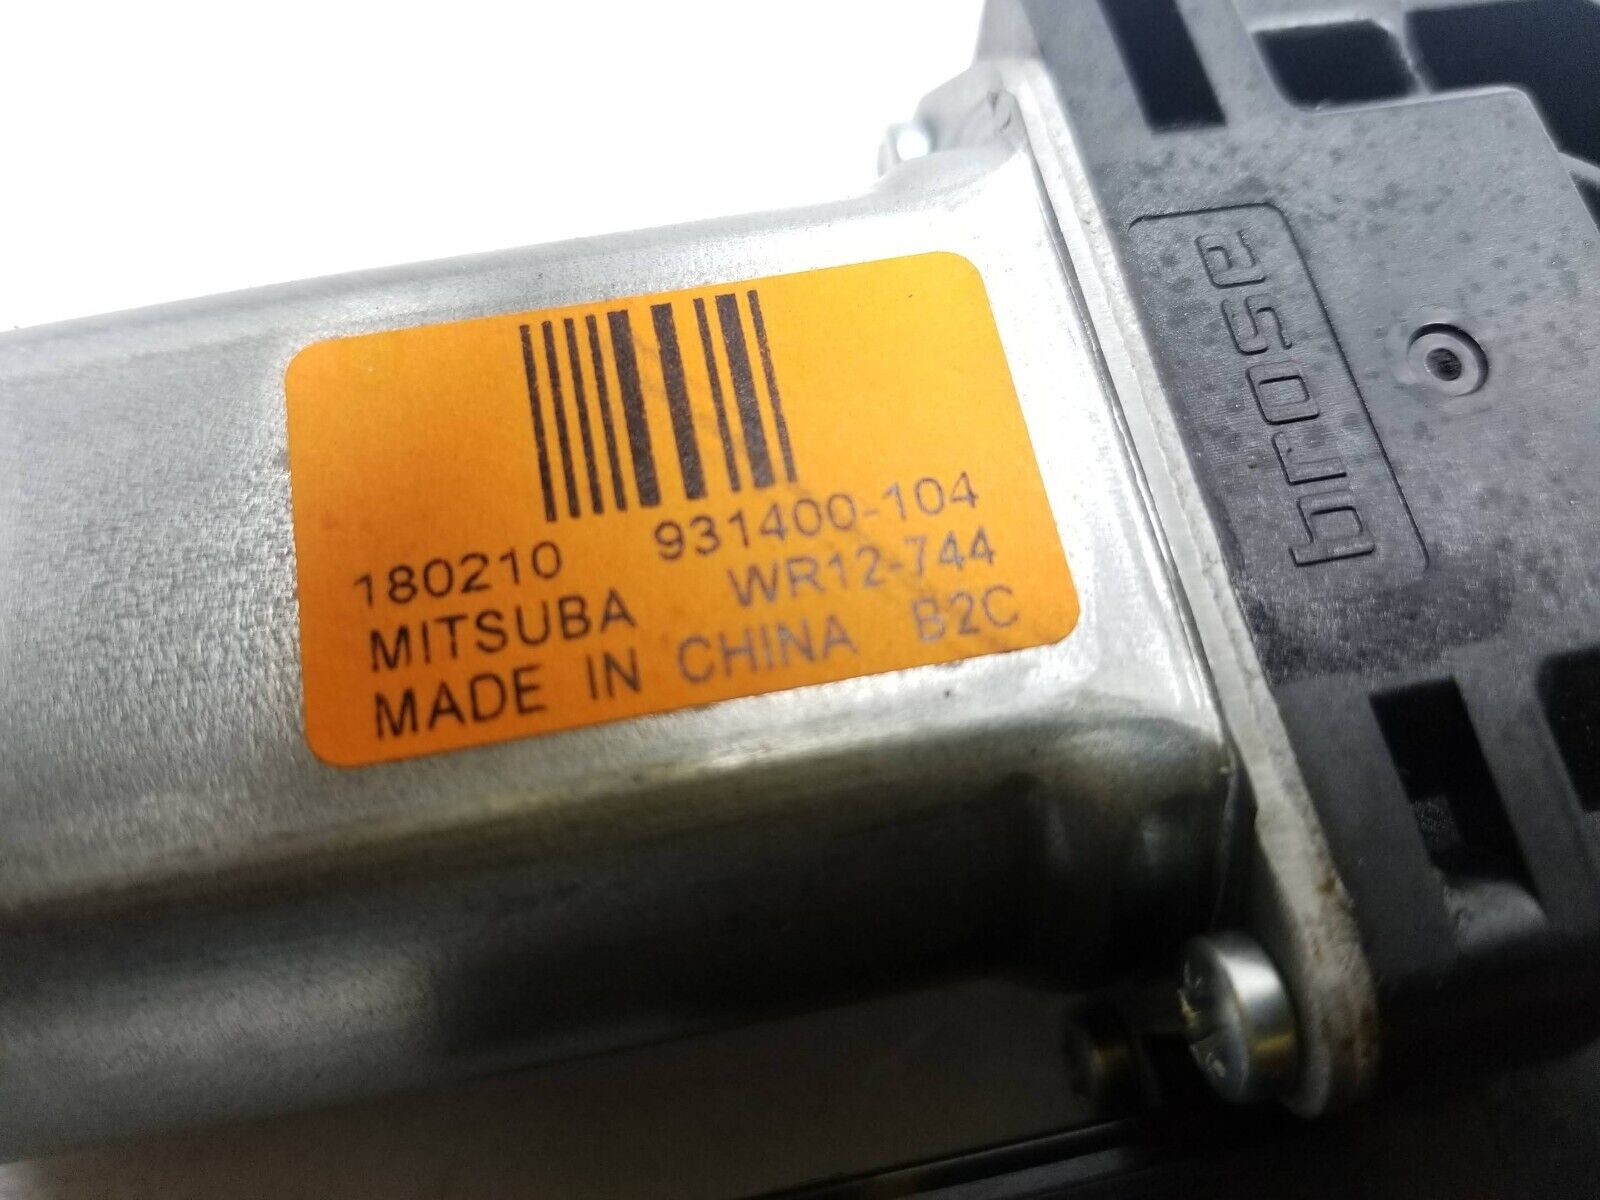 180210 931400-104
MITSUBA WR12-744
MADE IN CHINA B2C
brose